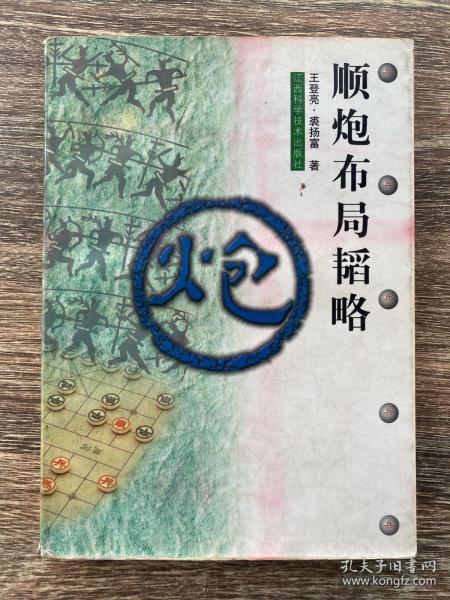 顺炮布局韬略
王登亮·裘扬富 著
江西科学技术出版社
炮
孔夫子旧书网
www.kongfz.com